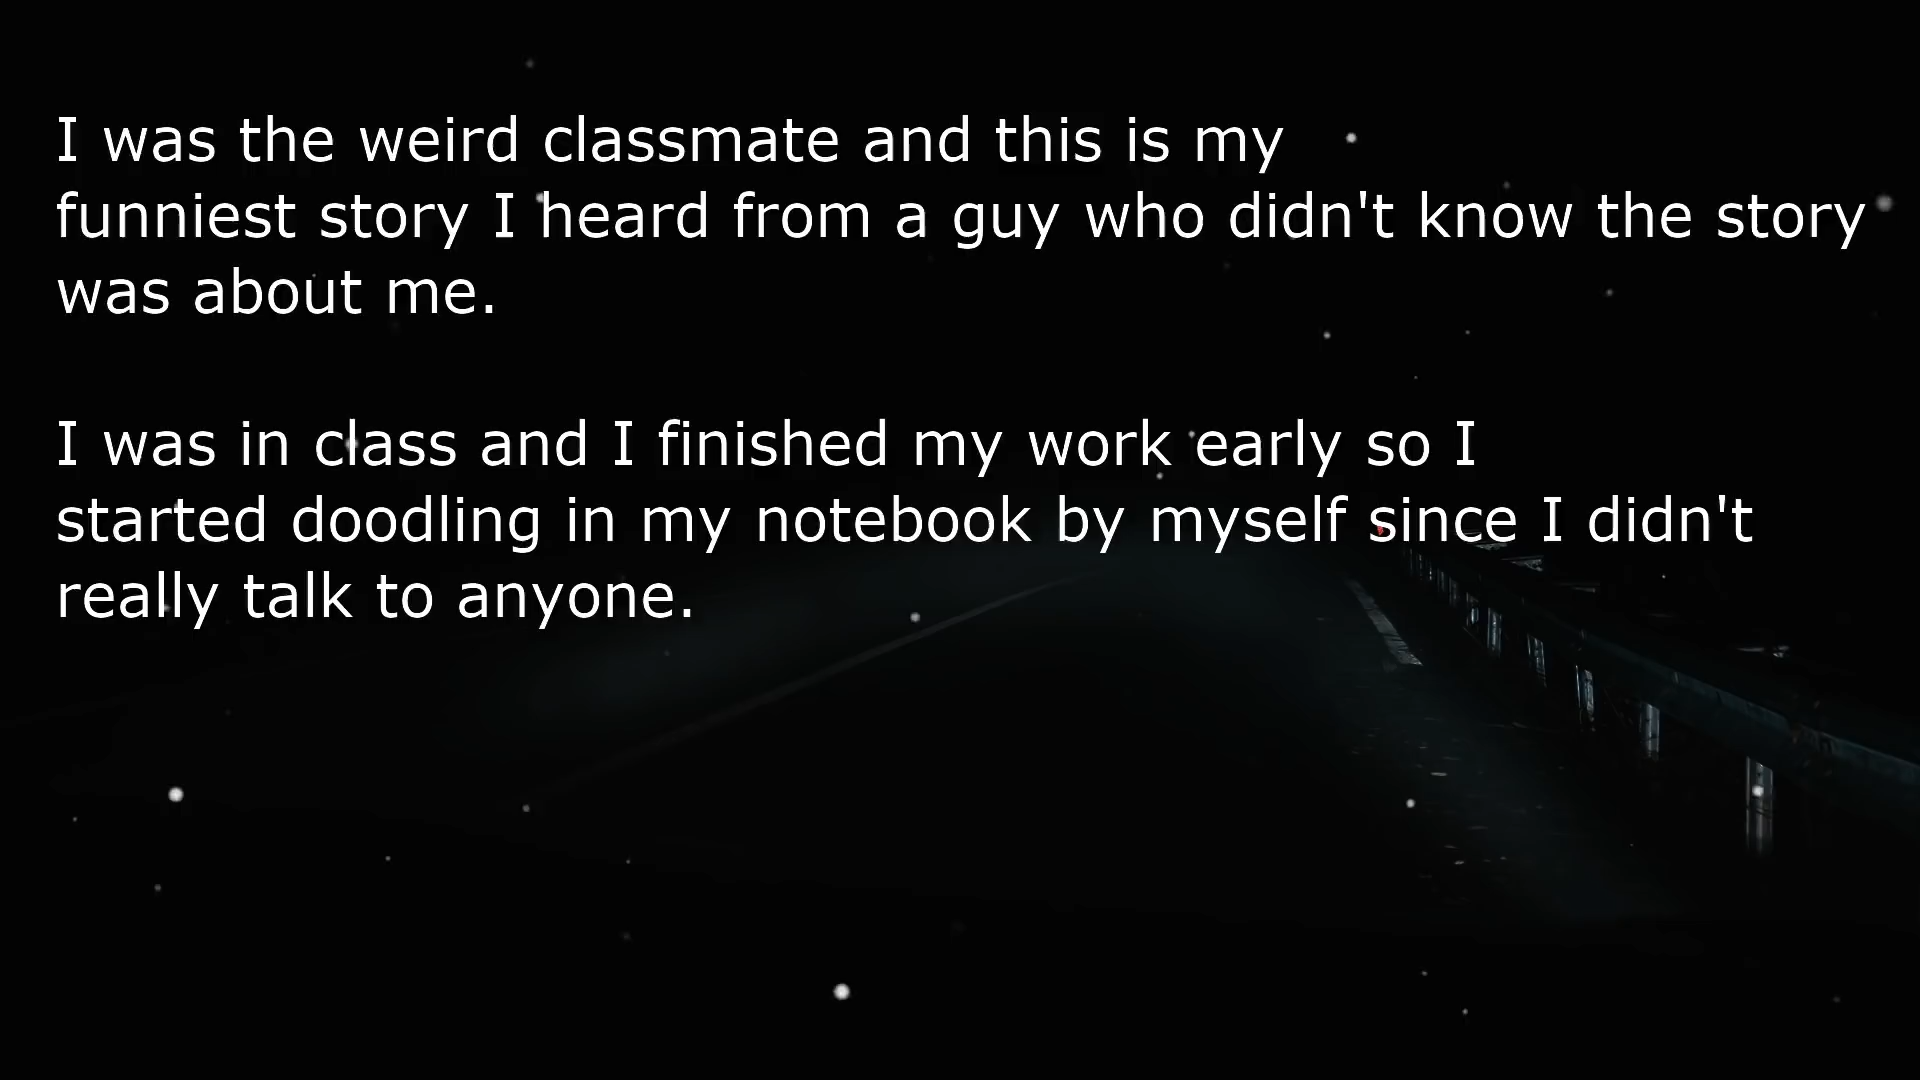 I was the weird classmate and this is my
funniest story I heard from a guy who didn't know the story
was about me.
I was in class and I finished my work early so I
started doodling in my notebook by myself since I didn't
really talk to anyone.